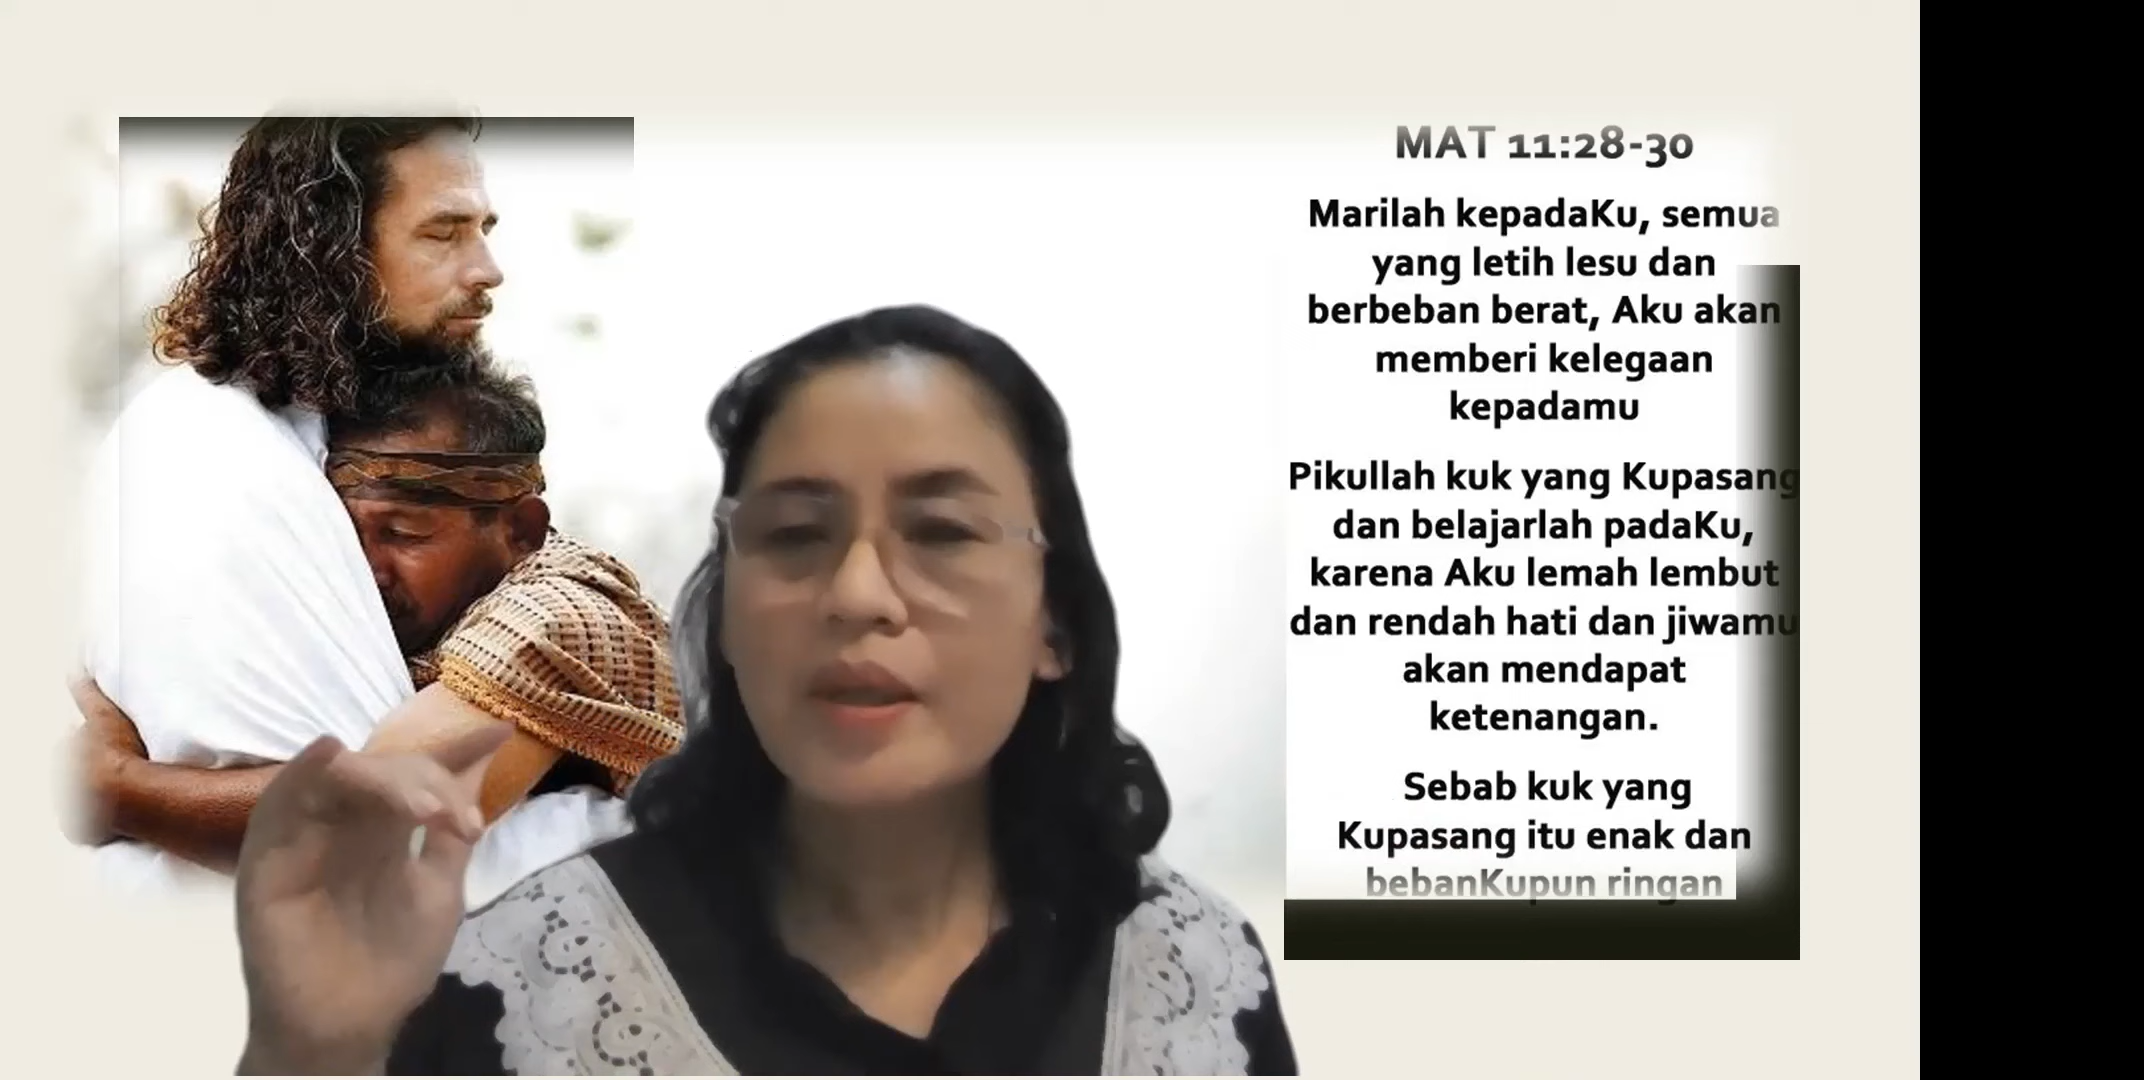 MAT 11:28-30
Marilah kepadaKu, semua
yang letih lesu dan
berbeban berat, Aku akan
memberi kelegaan
kepadamu
Pikullah kuk yang Kupasang
dan belajarlah padaKu,
karena Aku lemah lembut
dan rendah hati dan jiwamu
akan mendapat
ketenangan.
Sebab kuk yang
Kupasang itu enak dan
bebanKupun ringan